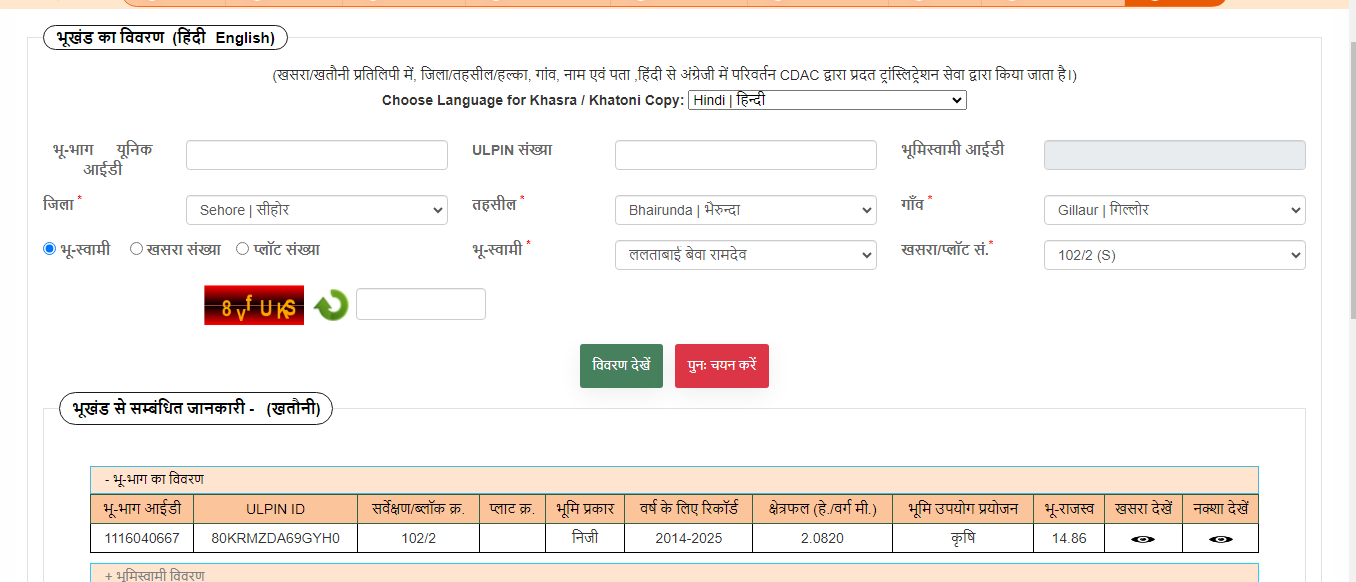 भूखंड का विवरण (हिंदी English)
(खसरा/खतौनी प्रतिलिपी में, जिला/तहसील/हल्का, गांव, नाम एवं पता ,हिंदी से अंग्रेजी में परिवर्तन CDAC द्वारा प्रदत ट्रांस्लिट्रेशन सेवा द्वारा किया जाता है।)
Choose Language for Khasra / Khatoni Copy: Hindi | हिन्दी
भू-भाग यूनिक आईडी ULPIN संख्या भूमिस्वामी आईडी
जिला * Sehore | सीहोर तहसील * Bhairunda | भैरुन्दा गाँव * Gillaur | गिल्लोर
भू-स्वामी खसरा संख्या प्लॉट संख्या भू-स्वामी * ललताबाई बेवा रामदेव खसरा/प्लॉट सं.* 102/2 (S)
8vfUKS
विवरण देखें पुनः चयन करें
भूखंड से सम्बंधित जानकारी - (खतौनी)
- भू-भाग का विवरण
भू-भाग आईडी ULPIN ID सर्वेक्षण/ब्लॉक क्र. प्लाट क्र. भूमि प्रकार वर्ष के लिए रिकॉर्ड क्षेत्रफल (हे./वर्ग मी.) भूमि उपयोग प्रयोजन भू-राजस्व खसरा देखें नक्शा देखें
1116040667 80KRMZDA69GYH0 102/2 निजी 2014-2025 2.0820 कृषि 14.86
+ भूमिस्वामी विवरण